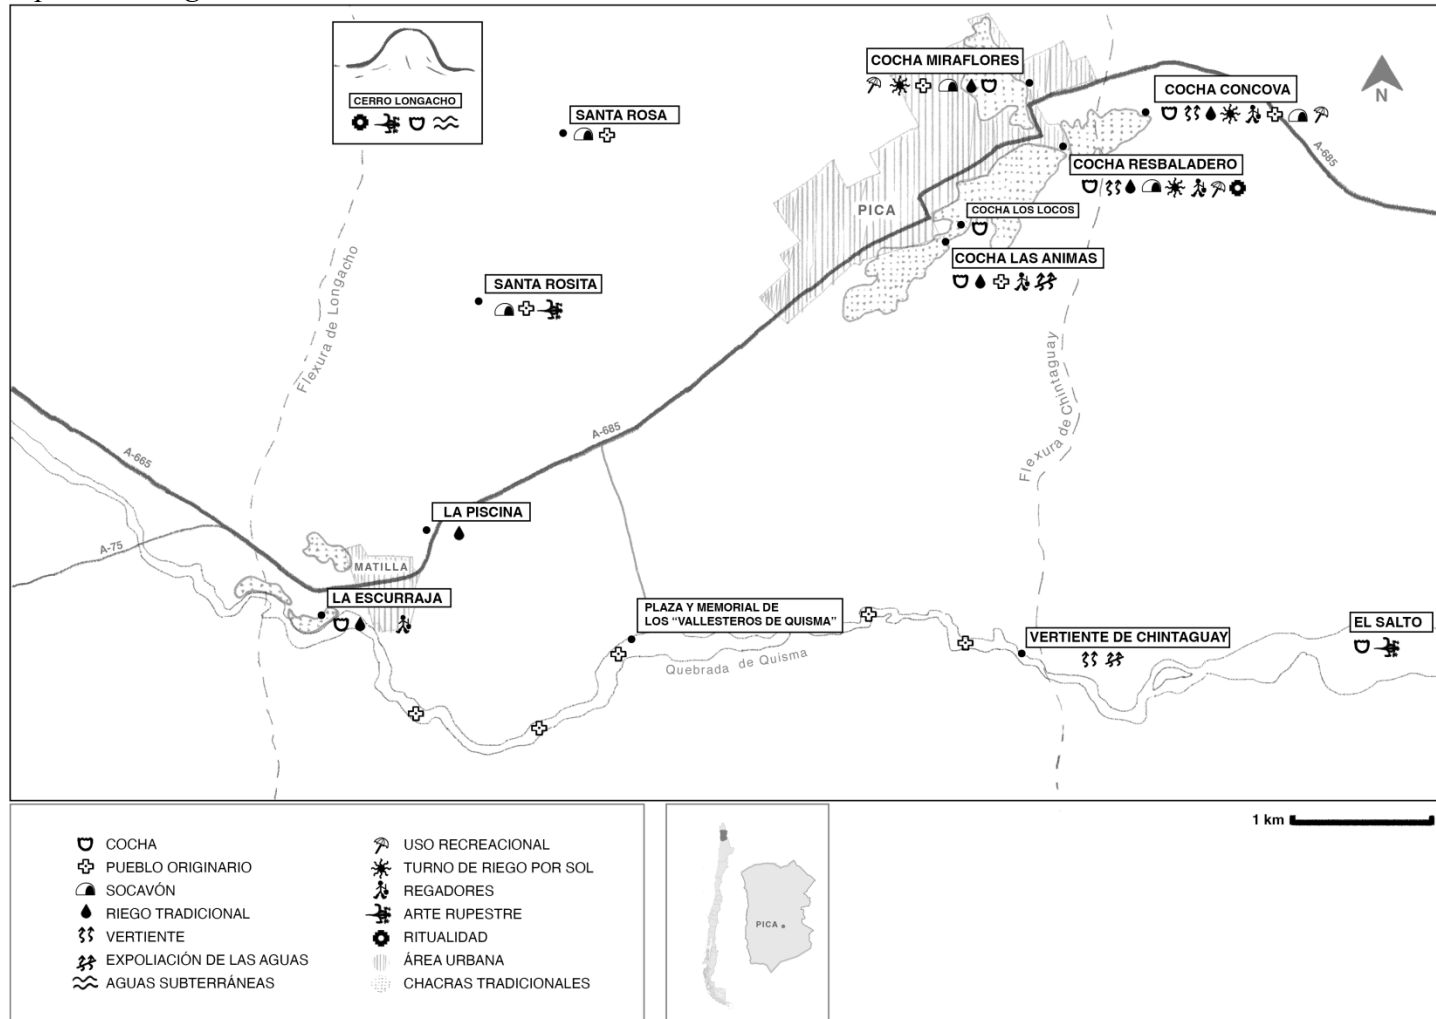 CERRO LONGACHO
SANTA ROSA
COCHA MIRAFLORES
COCHA CONCOVA
N
A-685
COCHA RESBALADERO
PICA
COCHA LOS LOCOS
COCHA LAS ANIMAS
Flexura de Longacho
SANTA ROSITA
Flexura de Chintaguay
A-685
A-665
LA PISCINA
A-75
MATILLA
LA ESCURRAJA
PLAZA Y MEMORIAL DE
LOS “VALLESTEROS DE QUISMA”
VERTIENTE DE CHINTAGUAY
EL SALTO
Quebrada de Quisma
1 km
COCHA
PUEBLO ORIGINARIO
SOCAVÓN
RIEGO TRADICIONAL
VERTIENTE
EXPOLIACIÓN DE LAS AGUAS
AGUAS SUBTERRÁNEAS
USO RECREACIONAL
TURNO DE RIEGO POR SOL
REGADORES
ARTE RUPESTRE
RITUALIDAD
ÁREA URBANA
CHACRAS TRADICIONALES
PICA